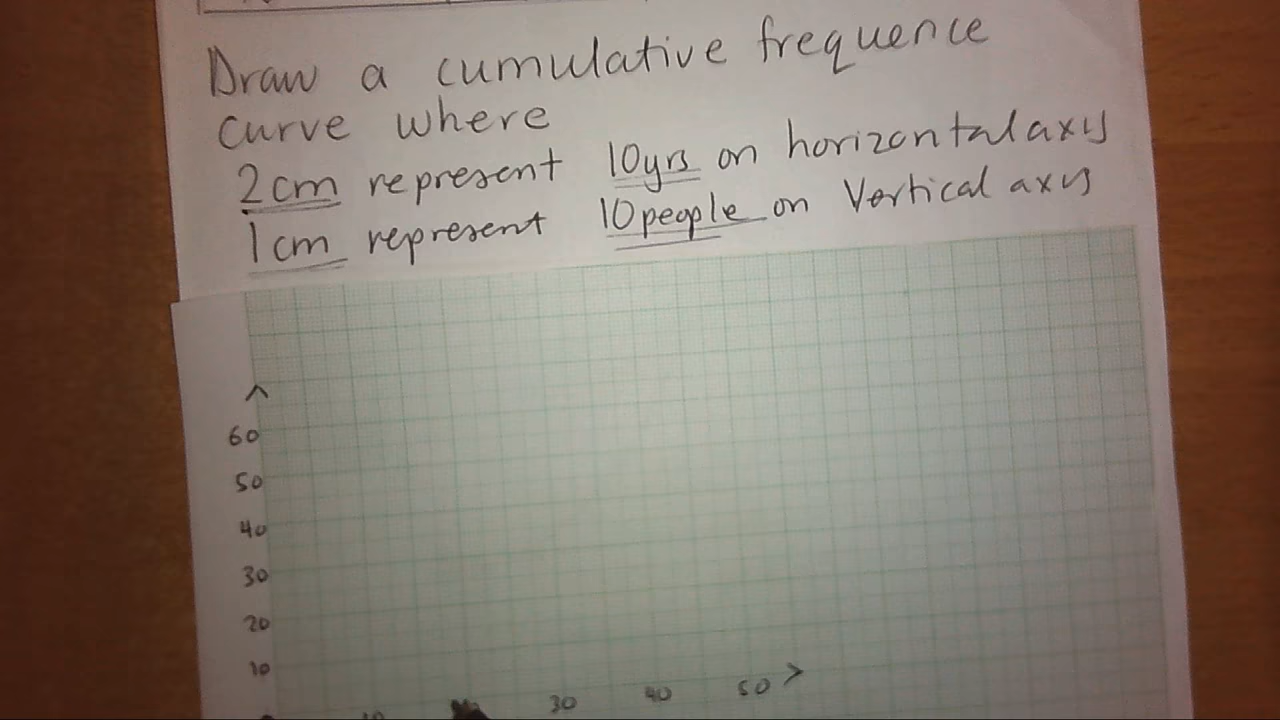 Draw a cumulative frequence
curve where
2cm represent 10yrs on horizontal axis
1cm represent 10people on Vertical axis
60
50
40
30
20
10
30 40 50